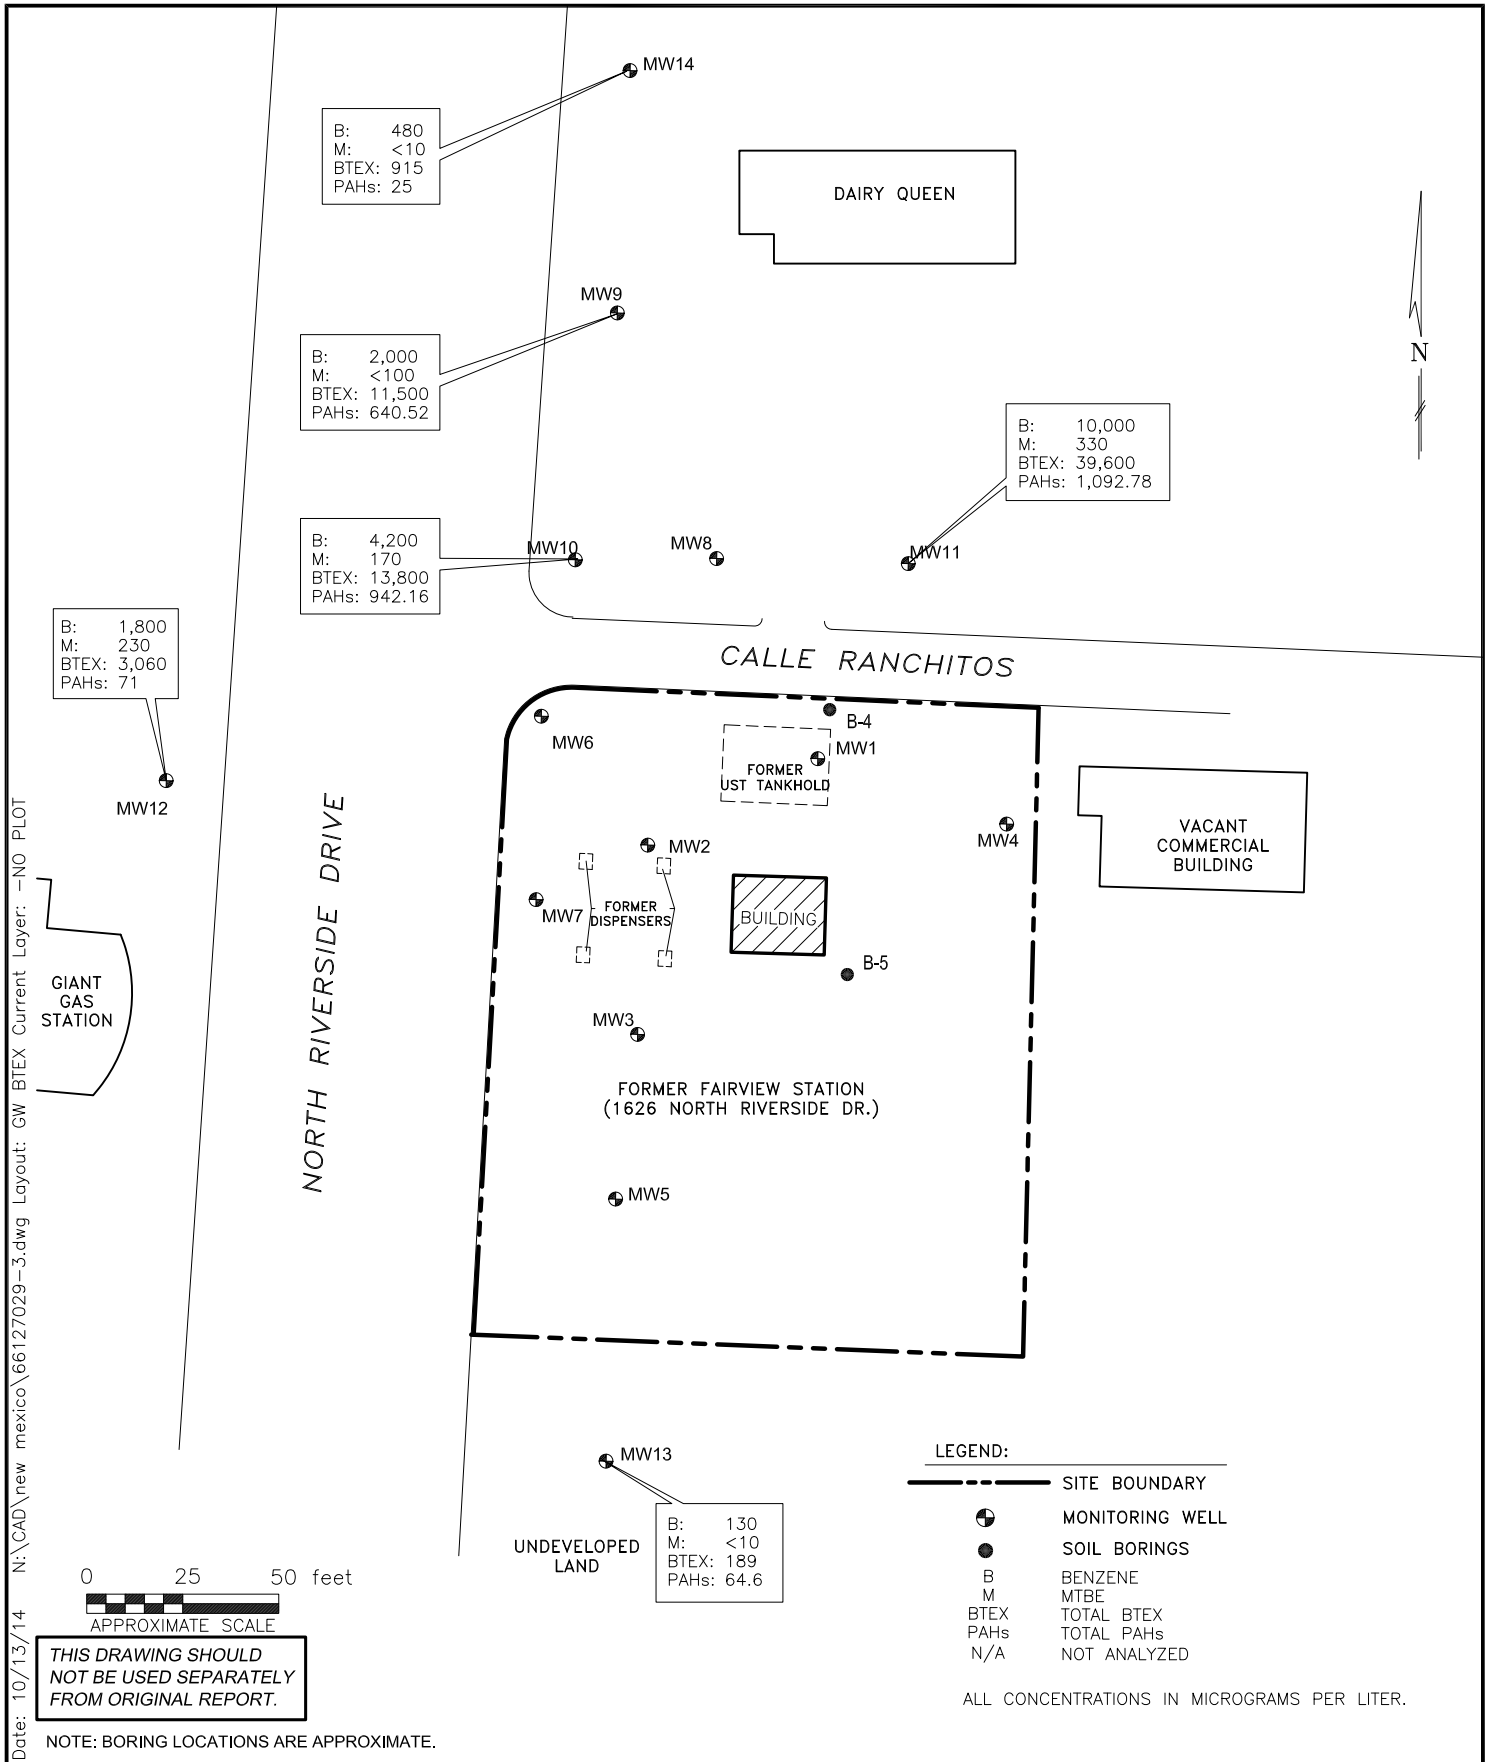 MW14
B: 480
M: <10
BTEX: 915
PAHs: 25
DAIRY QUEEN
MW9
B: 2,000
M: <100
BTEX: 11,500
PAHs: 640.52
N
B: 10,000
M: 330
BTEX: 39,600
PAHs: 1,092.78
B: 4,200
M: 170
BTEX: 13,800
PAHs: 942.16
MW10
MW8
MW11
B: 1,800
M: 230
BTEX: 3,060
PAHs: 71
CALLE RANCHITOS
MW12
MW6
B-4
MW1
FORMER
UST TANKHOLD
MW4
VACANT
COMMERCIAL
BUILDING
MW2
MW7
FORMER
DISPENSERS
BUILDING
B-5
NORTH RIVERSIDE DRIVE
GIANT
GAS
STATION
MW3
FORMER FAIRVIEW STATION
(1626 NORTH RIVERSIDE DR.)
MW5
MW13
B: 130
M: <10
BTEX: 189
PAHs: 64.6
UNDEVELOPED
LAND
LEGEND:
SITE BOUNDARY
MONITORING WELL
SOIL BORINGS
B BENZENE
M MTBE
BTEX TOTAL BTEX
PAHs TOTAL PAHs
N/A NOT ANALYZED
ALL CONCENTRATIONS IN MICROGRAMS PER LITER.
0 25 50 feet
APPROXIMATE SCALE
THIS DRAWING SHOULD
NOT BE USED SEPARATELY
FROM ORIGINAL REPORT.
NOTE: BORING LOCATIONS ARE APPROXIMATE.
Date: 10/13/14 N:\CAD\new mexico\66127029-3.dwg Layout: GW BTEX Current Layer: -NO PLOT